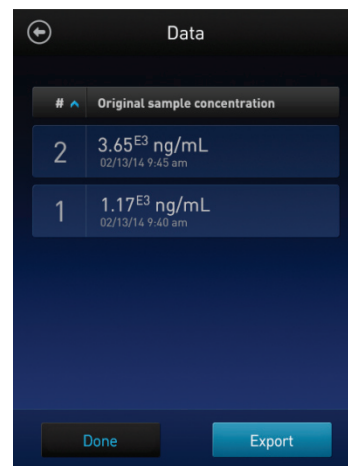 Data
# Original sample concentration
2 3.65E3 ng/mL
02/13/14 9:45 am
1 1.17E3 ng/mL
02/13/14 9:40 am
Done Export